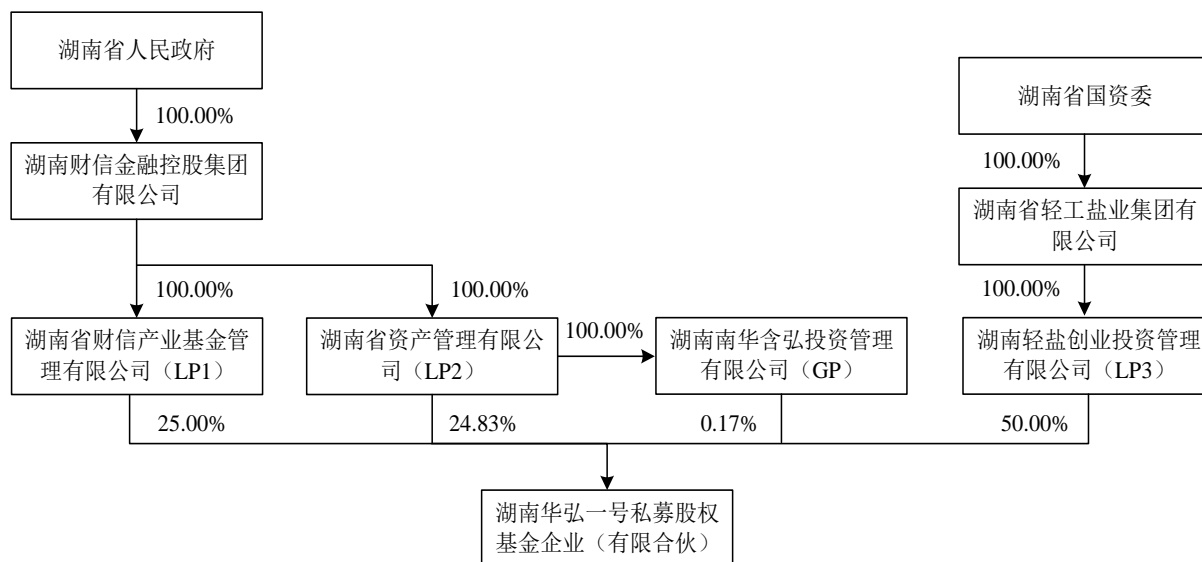 湖南省人民政府
湖南省国资委
100.00%
100.00%
湖南财信金融控股集团
有限公司
湖南省轻工盐业集团有
限公司
100.00%
100.00%
100.00%
湖南省财信产业基金管
理有限公司（LP1）
湖南省资产管理有限公
司（LP2）
100.00%
湖南南华含弘投资管理
有限公司（GP）
湖南轻盐创业投资管理
有限公司（LP3）
25.00%
24.83%
0.17%
50.00%
湖南华弘一号私募股权
基金企业（有限合伙）